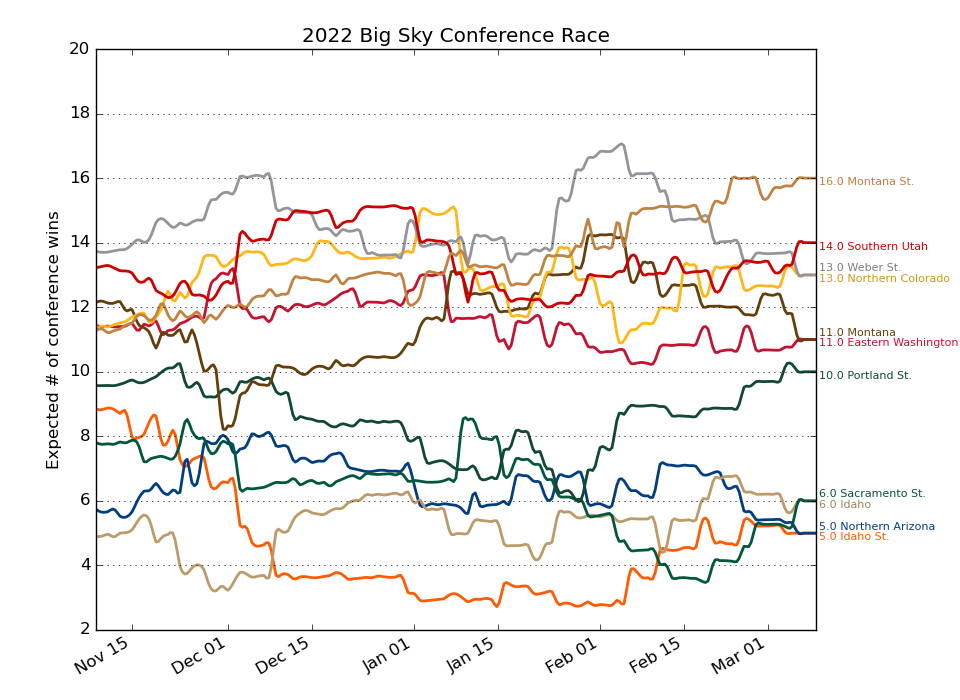 2022 Big Sky Conference Race
Expected # of conference wins
20
18
16
14
12
10
8
6
4
2
16.0 Montana St.
14.0 Southern Utah
13.0 Weber St.
13.0 Northern Colorado
11.0 Montana
11.0 Eastern Washington
10.0 Portland St.
6.0 Sacramento St.
6.0 Idaho
5.0 Northern Arizona
5.0 Idaho St.
Nov 15
Dec 01
Dec 15
Jan 01
Jan 15
Feb 01
Feb 15
Mar 01